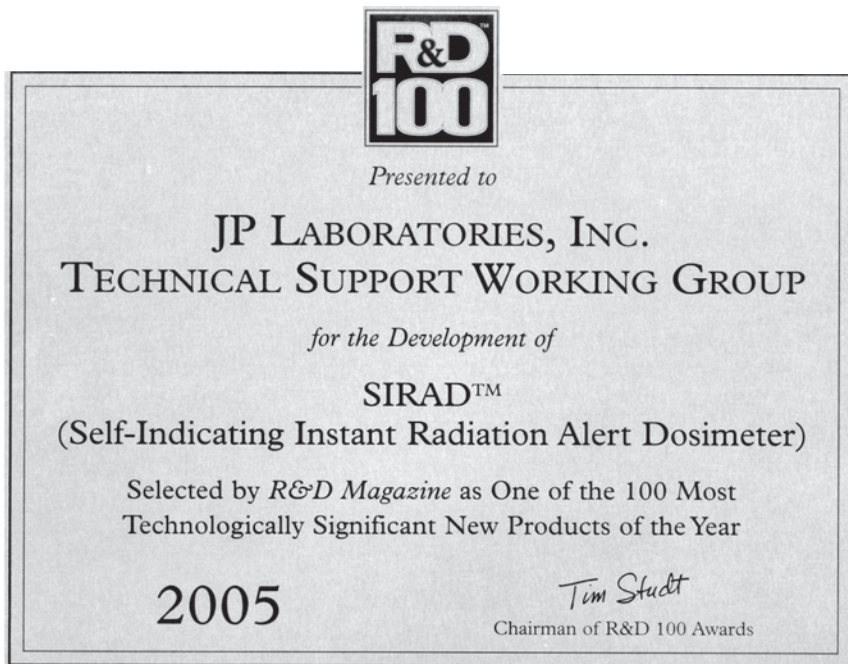 R&D™
100
Presented to
JP LABORATORIES, INC.
TECHNICAL SUPPORT WORKING GROUP
for the Development of
SIRAD™
(Self-Indicating Instant Radiation Alert Dosimeter)
Selected by R&D Magazine as One of the 100 Most
Technologically Significant New Products of the Year
2005
Tim Studt
Chairman of R&D 100 Awards